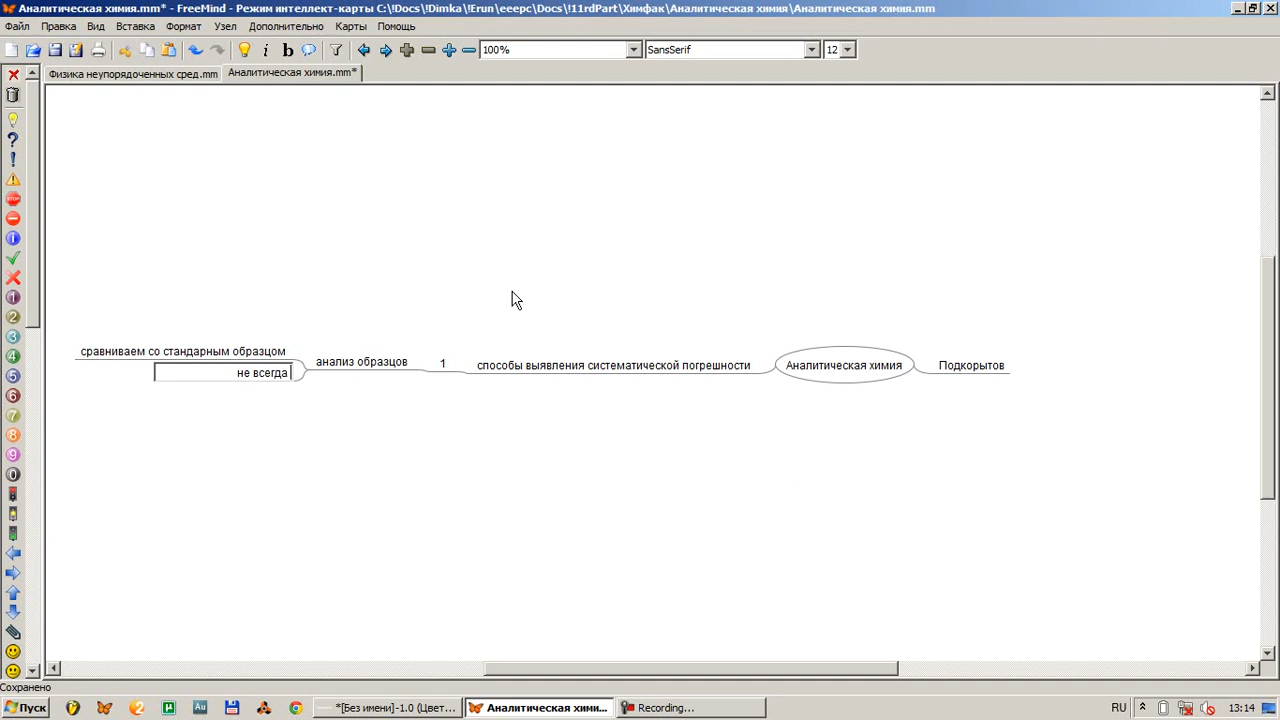 Аналитическая химия.mm* - FreeMind - Режим интеллект-карты C:\!Docs\!Dimka\!Erun\eeepc\Docs\!11rdPart\Химфак\Аналитическая химия\Аналитическая химия.mm
Файл Правка Вид Вставка Формат Узел Дополнительно Карты Помощь
100% SansSerif 12
Физика неупорядоченных сред.mm Аналитическая химия.mm*
сравниваем со стандарным образцом
не всегда
анализ образцов 1 способы выявления систематической погрешности Аналитическая химия Подкорытов
Сохранено
Пуск *[Без имени]-1.0 (Цвет... Аналитическая хими... Recording... RU 13:14